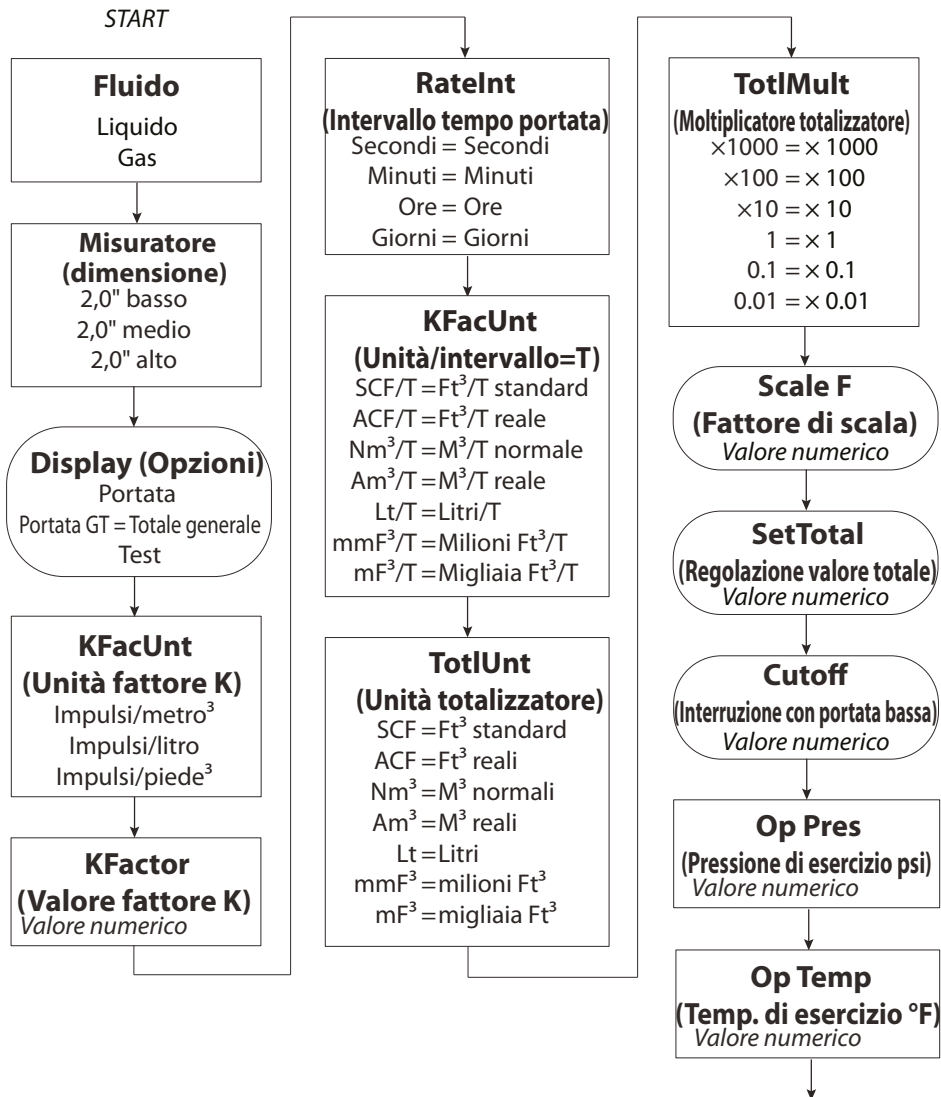 START
Fluido
Liquido
Gas
Misuratore
(dimensione)
2,0" basso
2,0" medio
2,0" alto
Display (Opzioni)
Portata
Portata GT = Totale generale
Test
KFacUnt
(Unità fattore K)
Impulsi/metro³
Impulsi/litro
Impulsi/piede³
KFactor
(Valore fattore K)
Valore numerico
RateInt
(Intervallo tempo portata)
Secondi = Secondi
Minuti = Minuti
Ore = Ore
Giorni = Giorni
KFacUnt
(Unità/intervallo=T)
SCF/T = Ft³/T standard
ACF/T = Ft³/T reale
Nm³/T = M³/T normale
Am³/T = M³/T reale
Lt/T = Litri/T
mmF³/T = Milioni Ft³/T
mF³/T = Migliaia Ft³/T
TotlUnt
(Unità totalizzatore)
SCF = Ft³ standard
ACF = Ft³ reali
Nm³ = M³ normali
Am³ = M³ reali
Lt = Litri
mmF³ = milioni Ft³
mF³ = migliaia Ft³
TotlMult
(Moltiplicatore totalizzatore)
×1000 = × 1000
×100 = × 100
×10 = × 10
1 = × 1
0.1 = × 0.1
0.01 = × 0.01
Scale F
(Fattore di scala)
Valore numerico
SetTotal
(Regolazione valore totale)
Valore numerico
Cutoff
(Interruzione con portata bassa)
Valore numerico
Op Pres
(Pressione di esercizio psi)
Valore numerico
Op Temp
(Temp. di esercizio °F)
Valore numerico